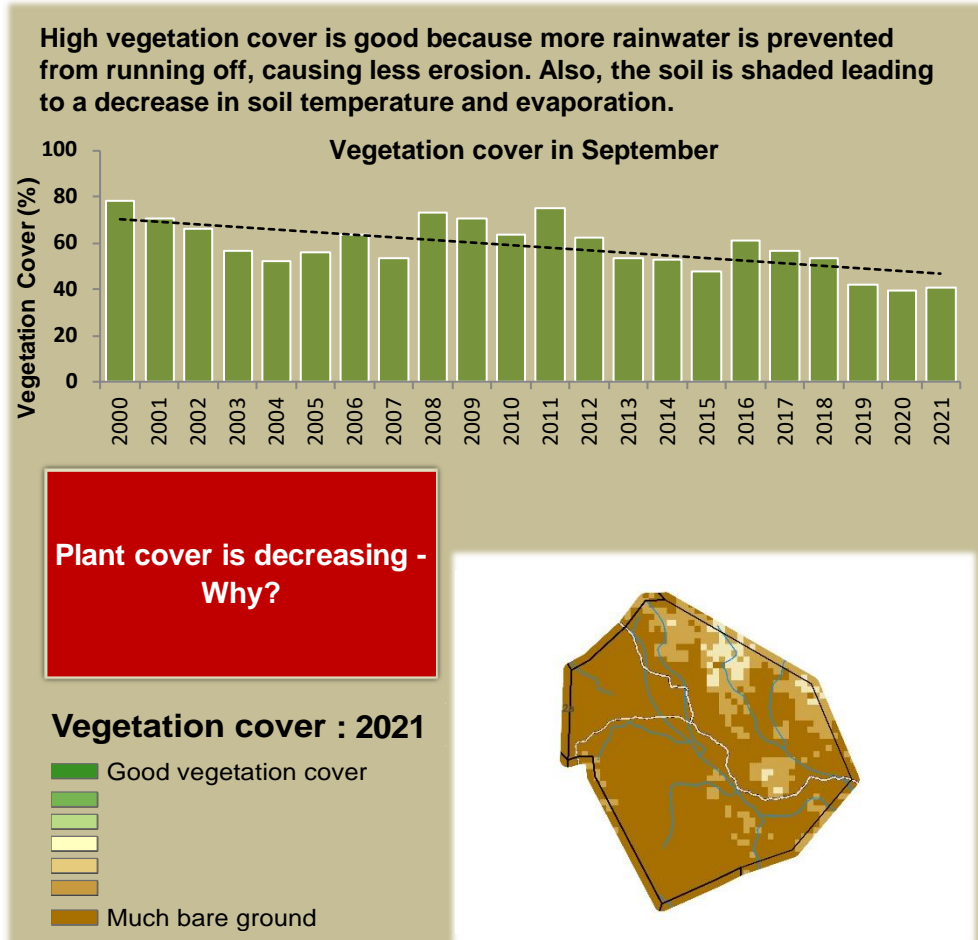 High vegetation cover is good because more rainwater is prevented
from running off, causing less erosion. Also, the soil is shaded leading
to a decrease in soil temperature and evaporation.
Vegetation cover in September
Vegetation Cover (%)
100
80
60
40
20
0
2000
2001
2002
2003
2004
2005
2006
2007
2008
2009
2010
2011
2012
2013
2014
2015
2016
2017
2018
2019
2020
2021
Plant cover is decreasing -
Why?
Vegetation cover : 2021
Good vegetation cover
Much bare ground